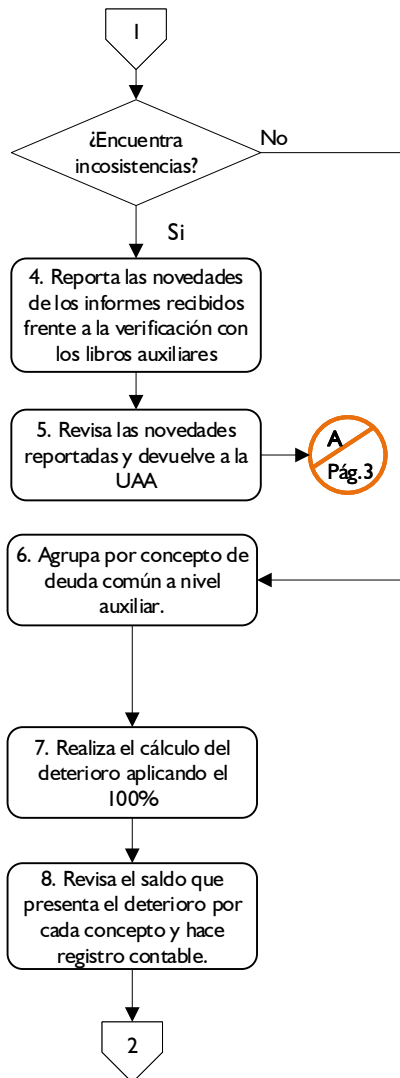 1
¿Encuentra
incosistencias?
No
Si
4. Reporta las novedades
de los informes recibidos
frente a la verificación con
los libros auxiliares
5. Revisa las novedades
reportadas y devuelve a la
UAA
A
Pág.3
6. Agrupa por concepto de
deuda común a nivel
auxiliar.
7. Realiza el cálculo del
deterioro aplicando el
100%
8. Revisa el saldo que
presenta el deterioro por
cada concepto y hace
registro contable.
2